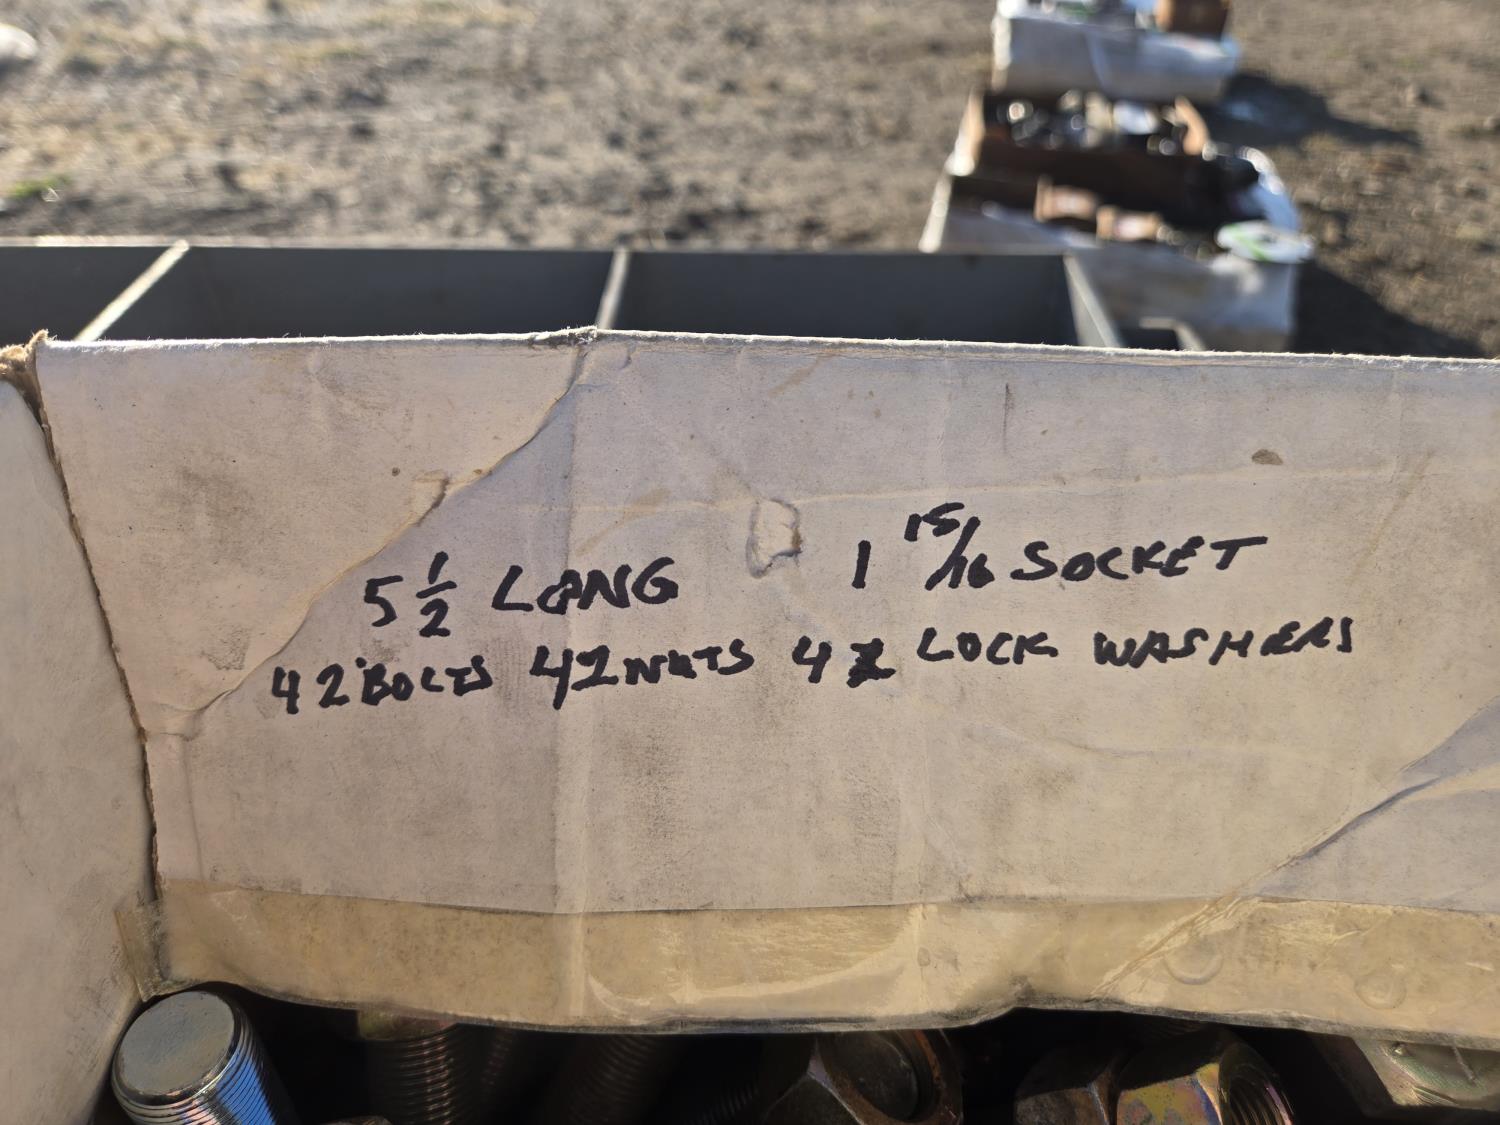 5 1/2 LONG 1 15/16 SOCKET
42 BOLTS 42 NUTS 42 LOCK WASHERS